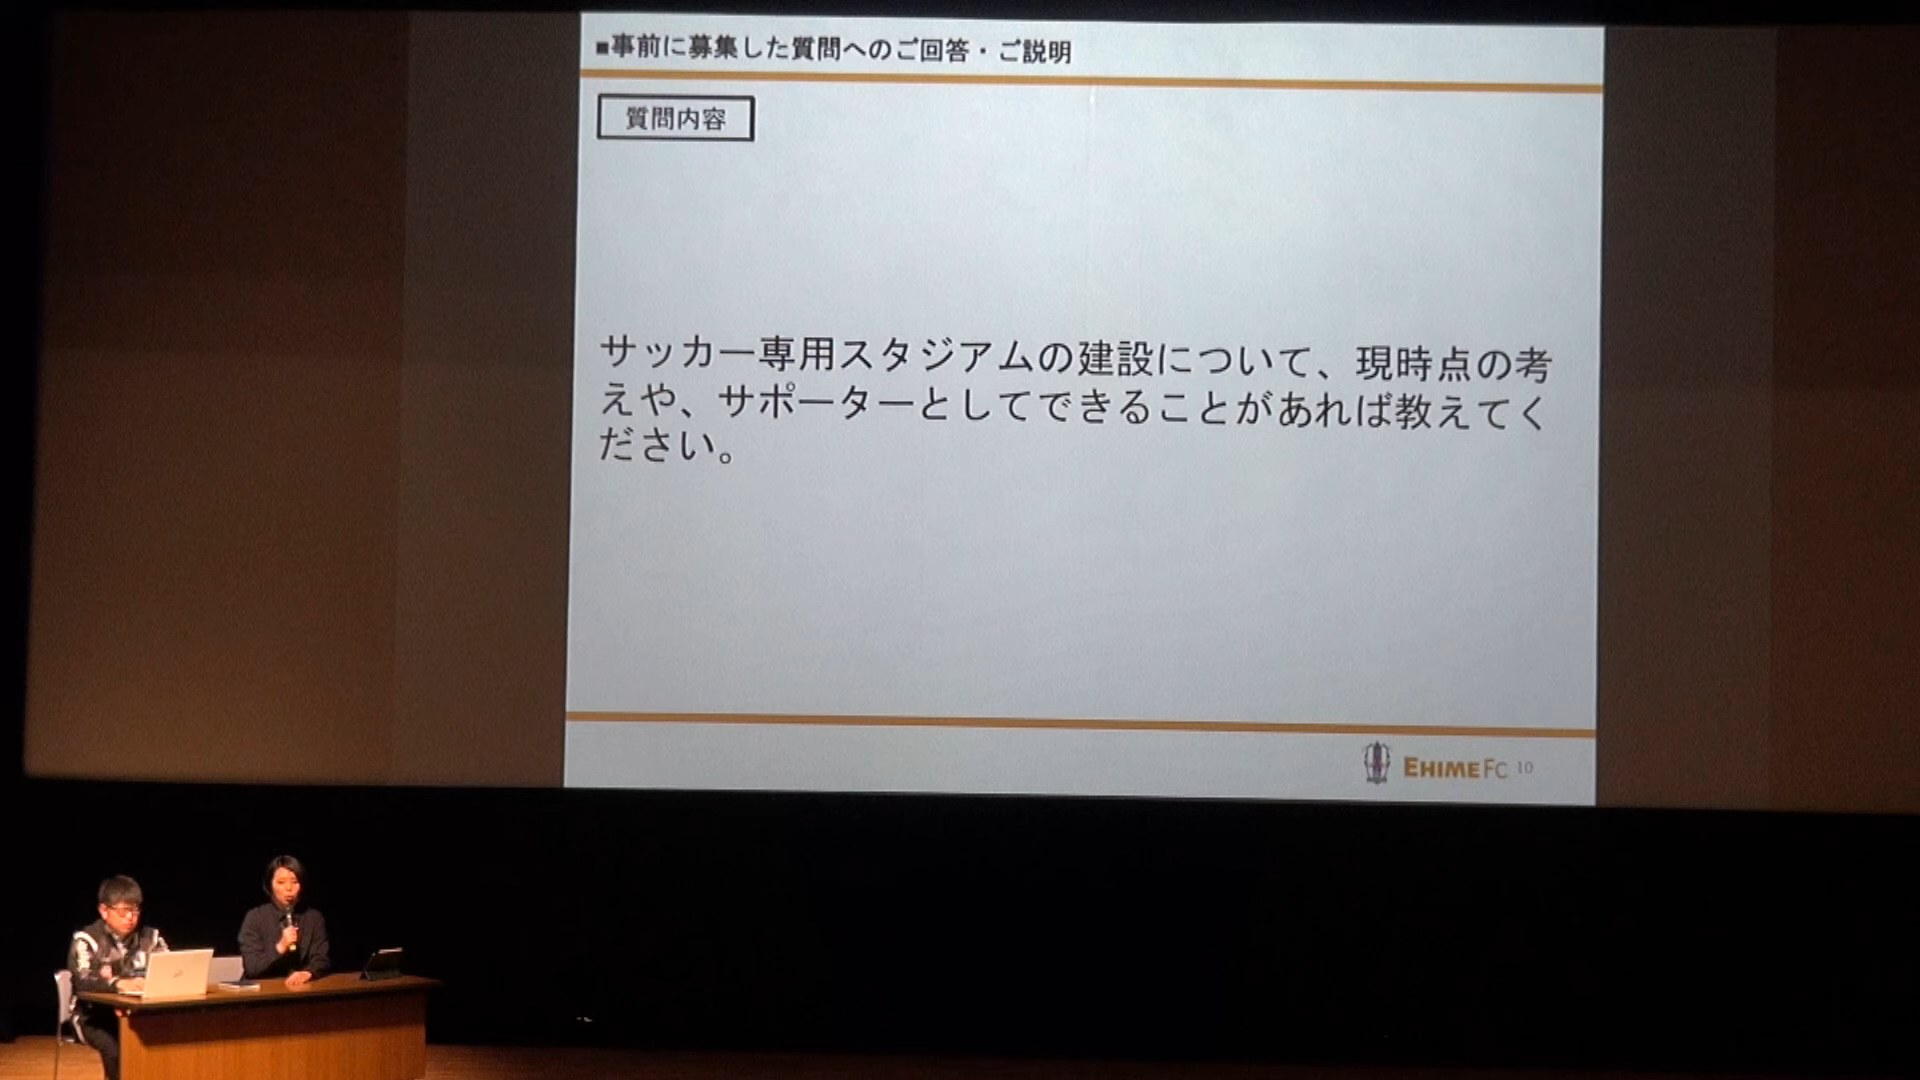 ■事前に募集した質問へのご回答・ご説明
質問内容
サッカー専用スタジアムの建設について、現時点の考
えや、サポーターとしてできることがあれば教えてく
ださい。
EHIME FC 10